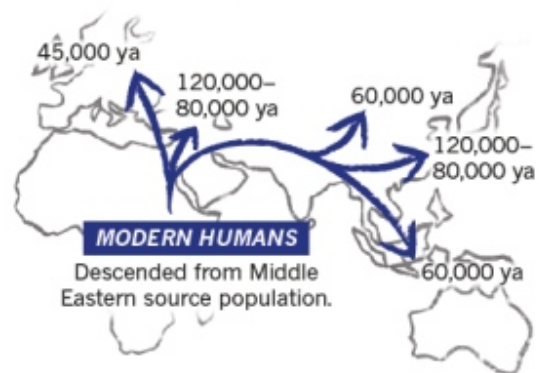 45,000 ya
120,000–
80,000 ya
60,000 ya
120,000–
80,000 ya
MODERN HUMANS
Descended from Middle
Eastern source population.
60,000 ya